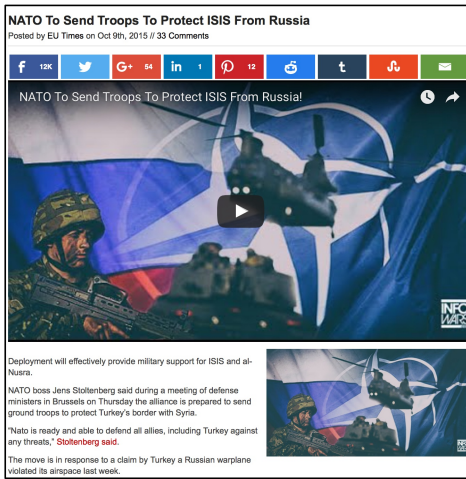 NATO To Send Troops To Protect ISIS From Russia
Posted by EU Times on Oct 9th, 2015 // 33 Comments
f 12K G+ 54 in 1 12 t
NATO To Send Troops To Protect ISIS From Russia!
INFO
WARS
Deployment will effectively provide military support for ISIS and al-
Nusra.
NATO boss Jens Stoltenberg said during a meeting of defense
ministers in Brussels on Thursday the alliance is prepared to send
ground troops to protect Turkey's border with Syria.
"Nato is ready and able to defend all allies, including Turkey against
any threats," Stoltenberg said.
The move is in response to a claim by Turkey a Russian warplane
violated its airspace last week.